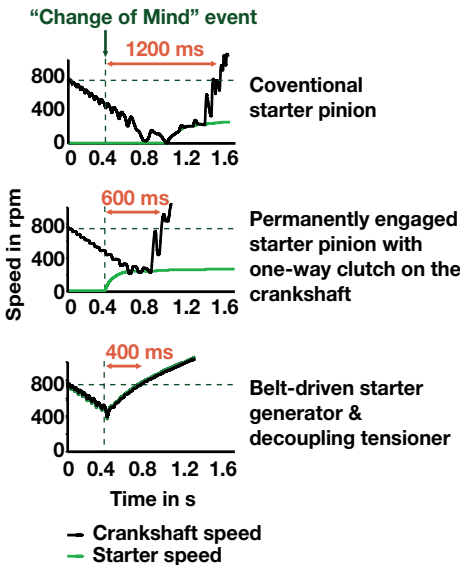 “Change of Mind” event
1200 ms
800
400
0
0 0.4 0.8 1.2 1.6
Coventional
starter pinion
600 ms
800
400
0
0 0.4 0.8 1.2 1.6
Permanently engaged
starter pinion with
one-way clutch on the
crankshaft
Speed in rpm
400 ms
800
400
0 0.4 0.8 1.2 1.6
Belt-driven starter
generator &
decoupling tensioner
Time in s
Crankshaft speed
Starter speed